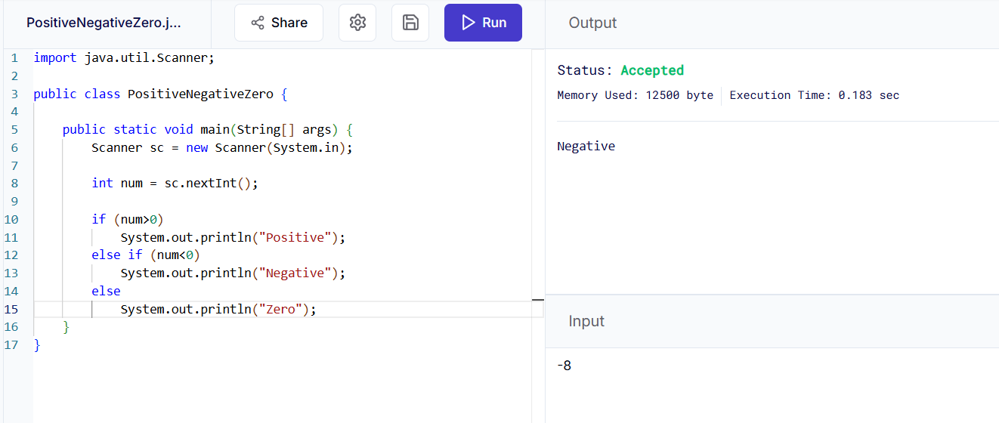 PositiveNegativeZero.j...
Share
Run
1 import java.util.Scanner;
2
3 public class PositiveNegativeZero {
4
5     public static void main(String[] args) {
6         Scanner sc = new Scanner(System.in);
7
8         int num = sc.nextInt();
9
10         if (num>0)
11             System.out.println("Positive");
12         else if (num<0)
13             System.out.println("Negative");
14         else
15             System.out.println("Zero");
16     }
17 }
Output
Status: Accepted
Memory Used: 12500 byte Execution Time: 0.183 sec
Negative
Input
-8